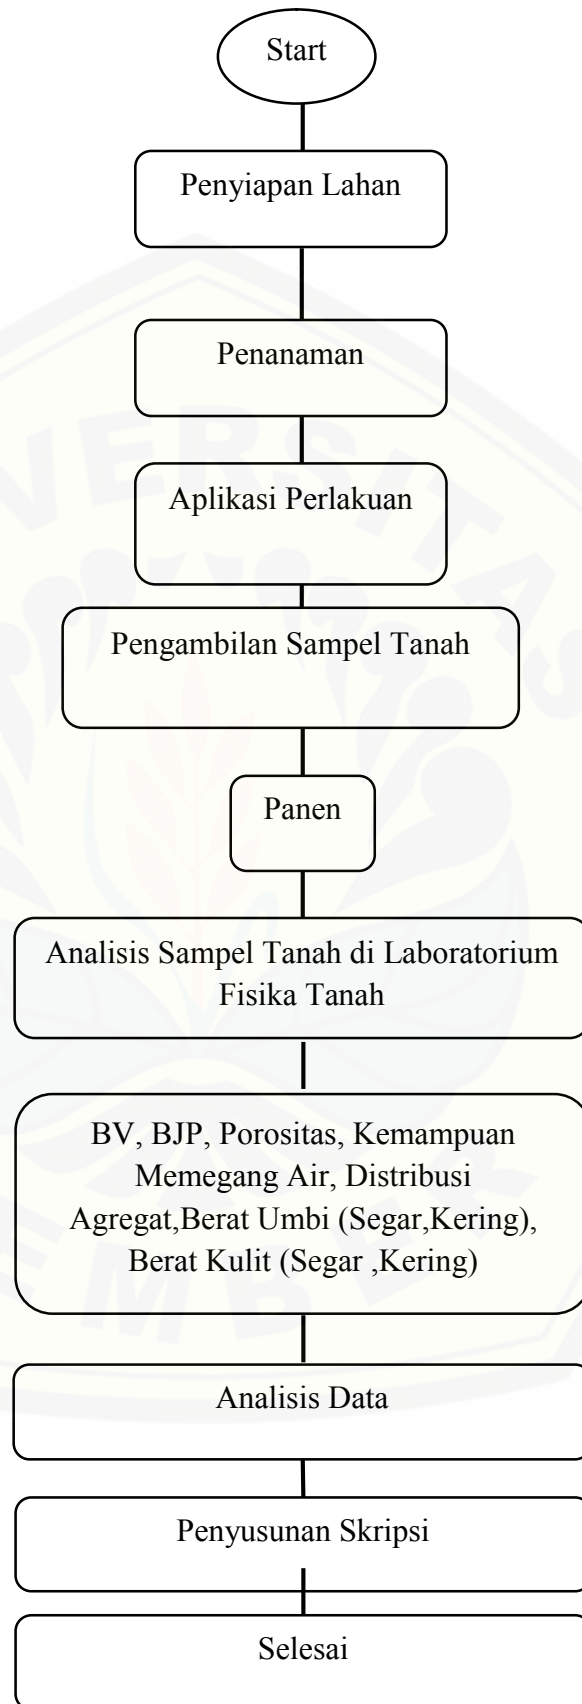 Start
Penyiapan Lahan
Penanaman
Aplikasi Perlakuan
Pengambilan Sampel Tanah
Panen
Analisis Sampel Tanah di Laboratorium
Fisika Tanah
BV, BJP, Porositas, Kemampuan
Memegang Air, Distribusi
Agregat,Berat Umbi (Segar,Kering),
Berat Kulit (Segar ,Kering)
Analisis Data
Penyusunan Skripsi
Selesai
VERSITAS
EMBER